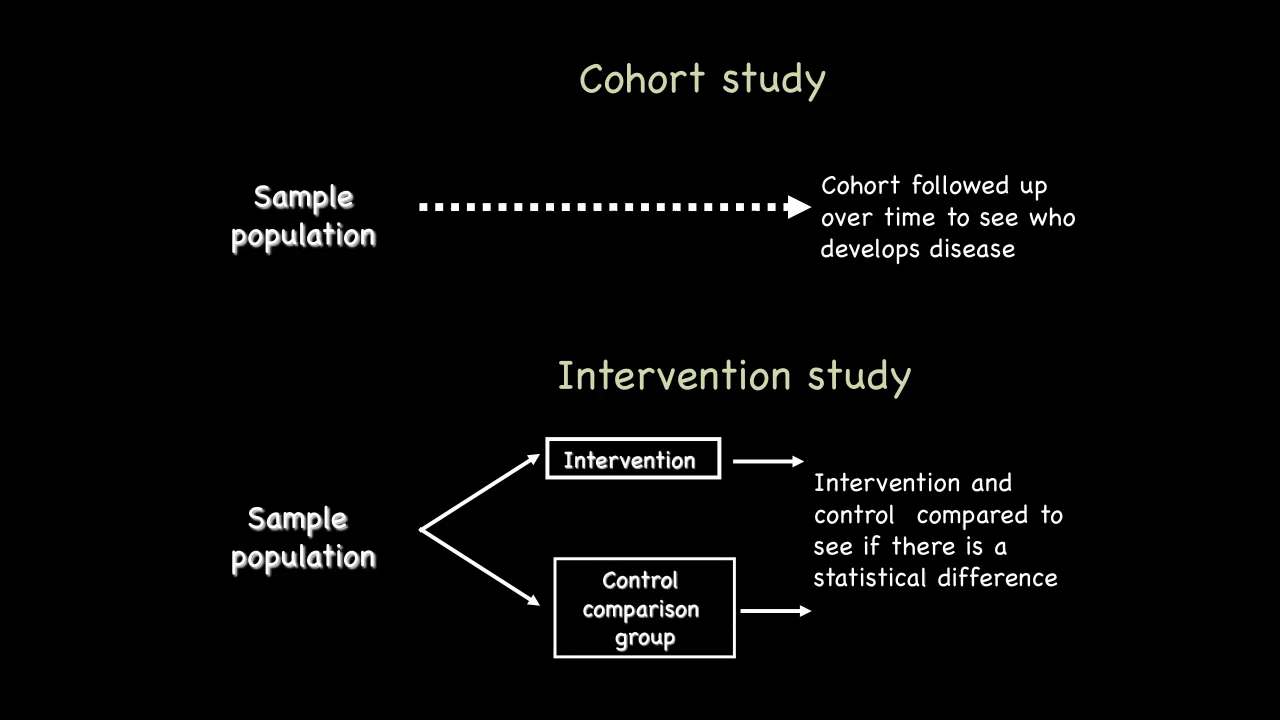 Cohort study
Sample
population
Cohort followed up
over time to see who
develops disease
Intervention study
Sample
population
Intervention
Control
comparison
group
Intervention and
control compared to
see if there is a
statistical difference